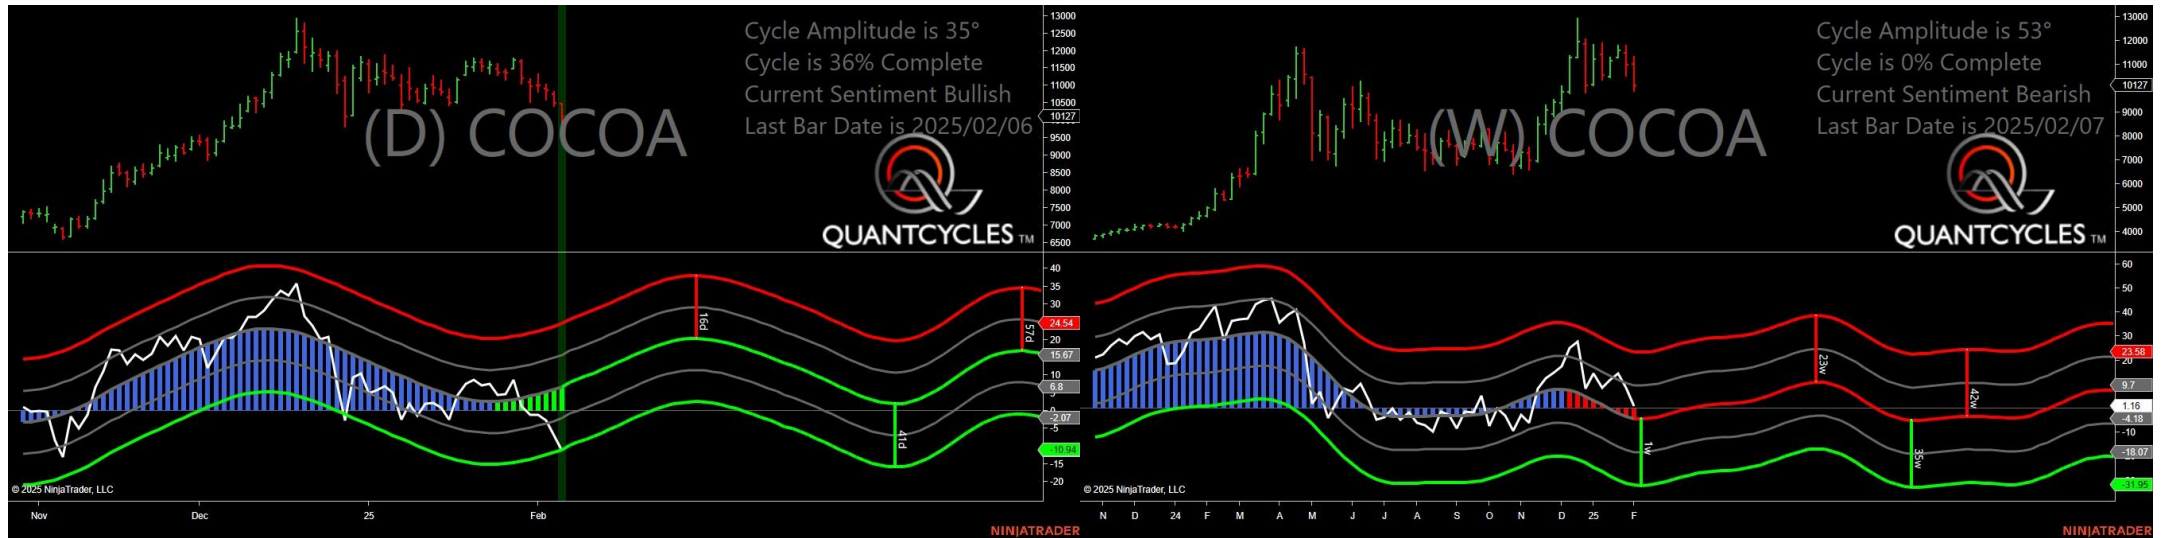 Cycle Amplitude is 35°
Cycle is 36% Complete
Current Sentiment Bullish
Last Bar Date is 2025/02/06
(D) COCOA
QUANTCYCLES TM
13000
12500
12000
11500
11000
10500
10127
9500
9000
8500
8000
7500
7000
6500
40
35
30
24.54
20
15.67
10
6.8
-2.07
-5
-10.94
-15
-20
16d
41d
57d
© 2025 NinjaTrader, LLC
Nov
Dec
25
Feb
NINJATRADER
Cycle Amplitude is 53°
Cycle is 0% Complete
Current Sentiment Bearish
Last Bar Date is 2025/02/07
(W) COCOA
QUANTCYCLES TM
13000
12000
11000
10127
9000
8000
7000
6000
5000
4000
60
50
40
30
23.58
20
9.7
1.16
-4.18
-10
-18.07
-31.95
1w
23w
35w
42w
© 2025 NinjaTrader, LLC
N
D
24
F
M
A
M
J
J
A
S
O
N
D
25
F
NINJATRADER